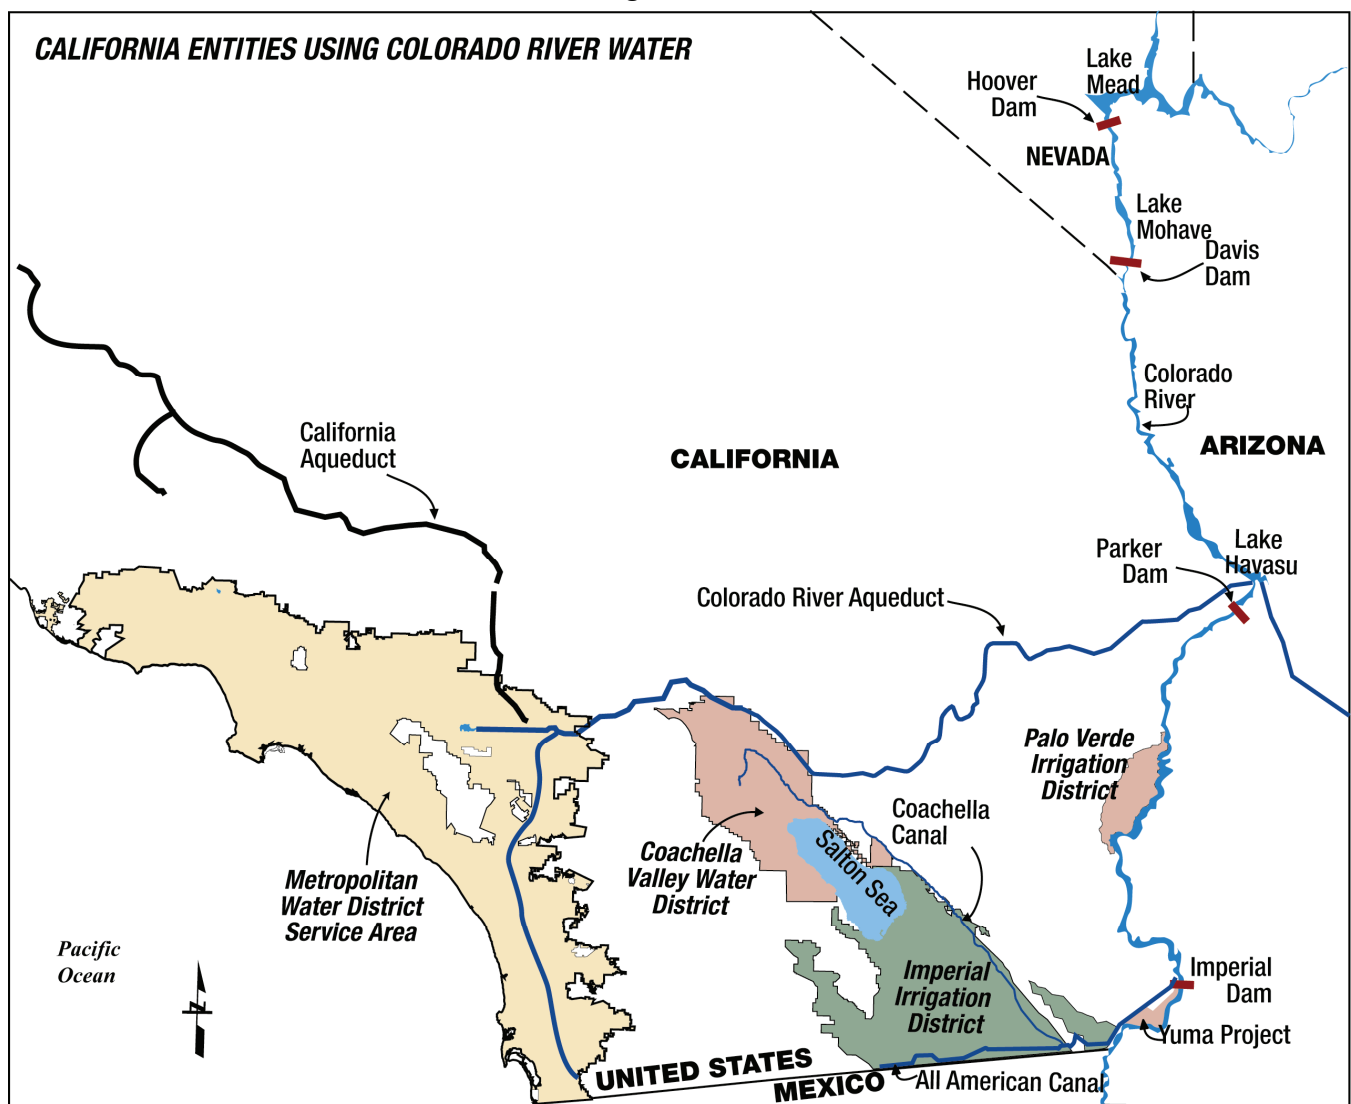 CALIFORNIA ENTITIES USING COLORADO RIVER WATER
Lake
Mead
Hoover
Dam
NEVADA
Lake
Mohave
Davis
Dam
Colorado
River
ARIZONA
California
Aqueduct
CALIFORNIA
Lake
Havasu
Parker
Dam
Colorado River Aqueduct
Palo Verde
Irrigation
District
Coachella
Canal
Salton Sea
Coachella
Valley Water
District
Metropolitan
Water District
Service Area
Pacific
Ocean
Imperial
Irrigation
District
Imperial
Dam
Yuma Project
UNITED STATES
MEXICO
All American Canal